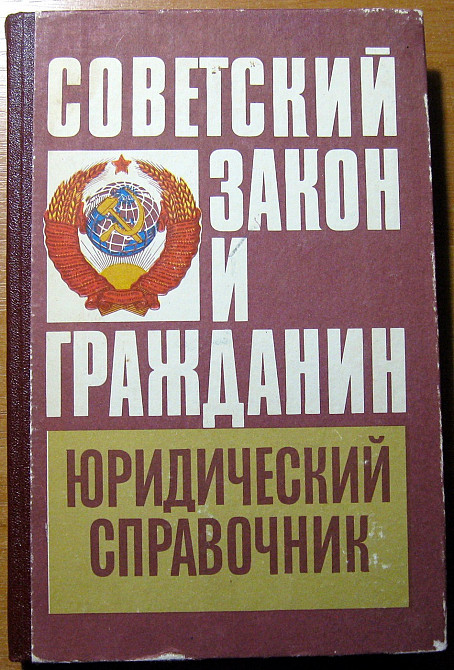 СОВЕТСКИЙ
ЗАКОН
И
ГРАЖДАНИН
ЮРИДИЧЕСКИЙ
СПРАВОЧНИК